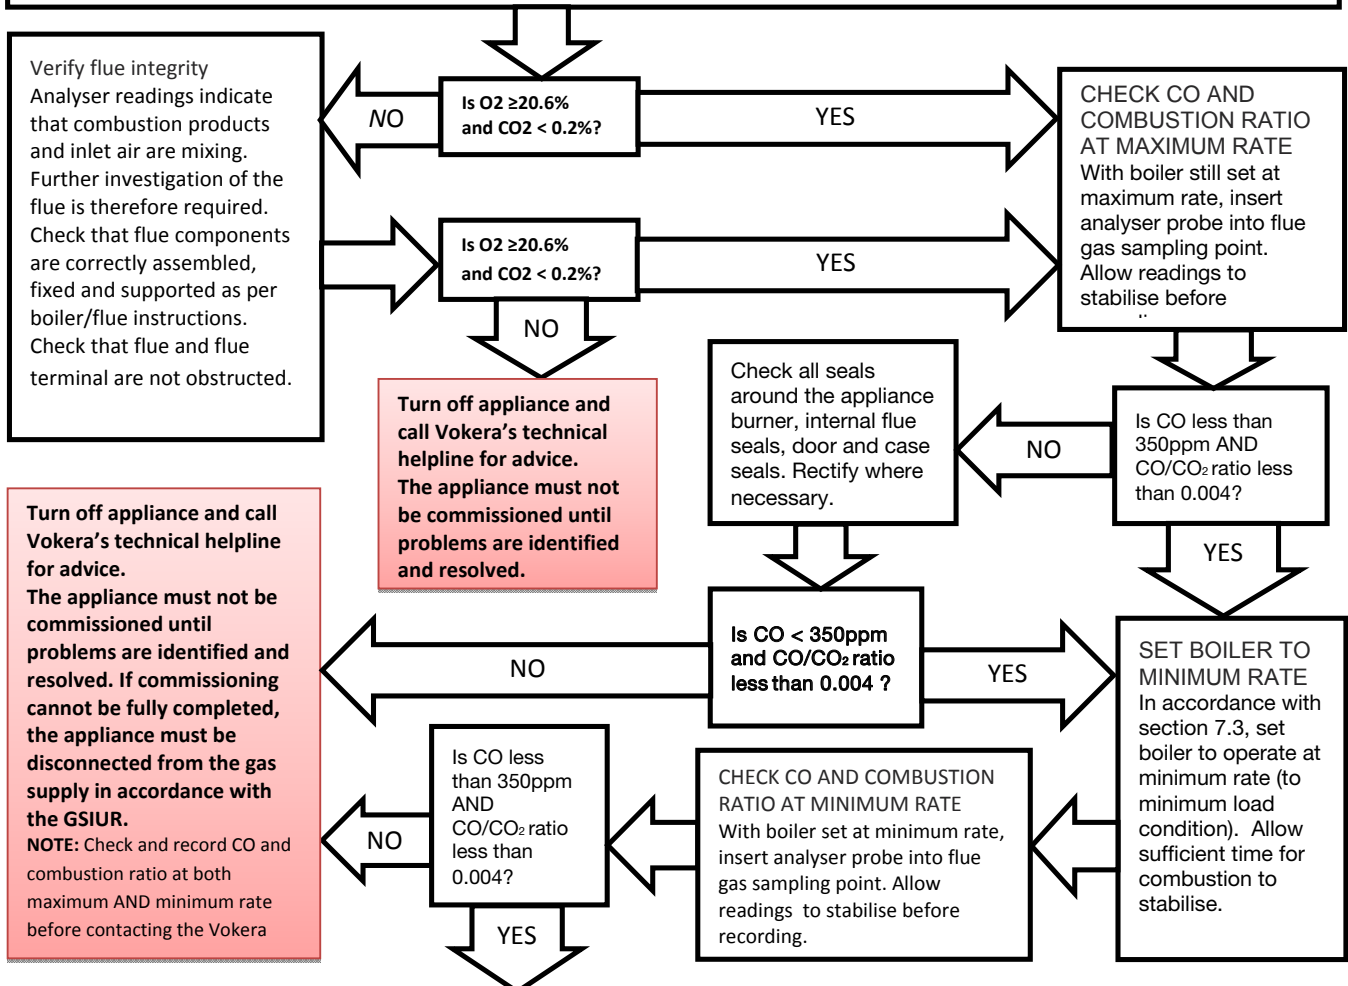 Verify flue integrity
Analyser readings indicate
that combustion products
and inlet air are mixing.
Further investigation of the
flue is therefore required.
Check that flue components
are correctly assembled,
fixed and supported as per
boiler/flue instructions.
Check that flue and flue
terminal are not obstructed.
NO
Is O2 ≥20.6%
and CO2 < 0.2%?
YES
CHECK CO AND
COMBUSTION RATIO
AT MAXIMUM RATE
With boiler still set at
maximum rate, insert
analyser probe into flue
gas sampling point.
Allow readings to
stabilise before
Is O2 ≥20.6%
and CO2 < 0.2%?
YES
NO
Turn off appliance and
call Vokera’s technical
helpline for advice.
The appliance must not
be commissioned until
problems are identified
and resolved.
Check all seals
around the appliance
burner, internal flue
seals, door and case
seals. Rectify where
necessary.
NO
Is CO less than
350ppm AND
CO/CO₂ ratio less
than 0.004?
YES
Turn off appliance and call
Vokera’s technical helpline
for advice.
The appliance must not be
commissioned until
problems are identified and
resolved. If commissioning
cannot be fully completed,
the appliance must be
disconnected from the gas
supply in accordance with
the GSIUR.
NOTE: Check and record CO and
combustion ratio at both
maximum AND minimum rate
before contacting the Vokera
NO
Is CO < 350ppm
and CO/CO₂ ratio
less than 0.004 ?
YES
SET BOILER TO
MINIMUM RATE
In accordance with
section 7.3, set
boiler to operate at
minimum rate (to
minimum load
condition). Allow
sufficient time for
combustion to
stabilise.
NO
Is CO less
than 350ppm
AND
CO/CO₂ ratio
less than
0.004?
YES
CHECK CO AND COMBUSTION
RATIO AT MINIMUM RATE
With boiler set at minimum rate,
insert analyser probe into flue
gas sampling point. Allow
readings to stabilise before
recording.